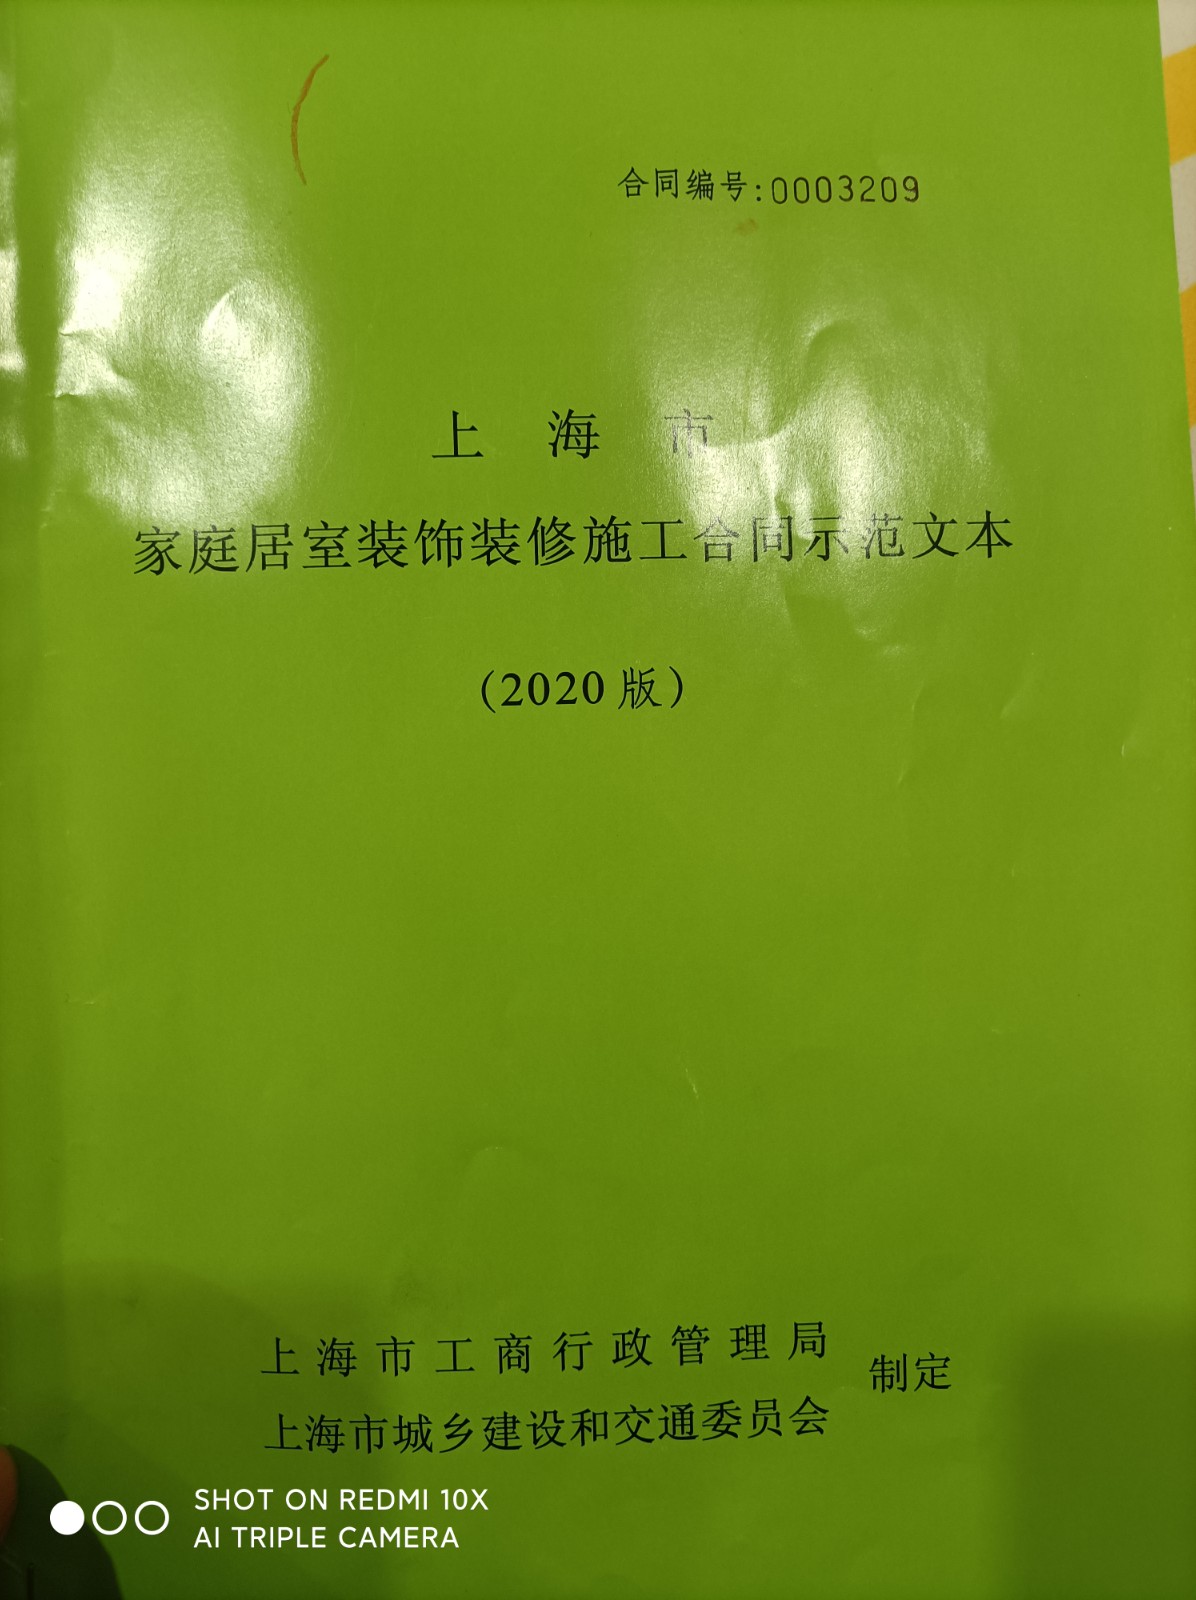 合同编号:0003209
上海市
家庭居室装饰装修施工合同示范文本
(2020版)
上海市工商行政管理局
制定
上海市城乡建设和交通委员会
SHOT ON REDMI 10X
AI TRIPLE CAMERA